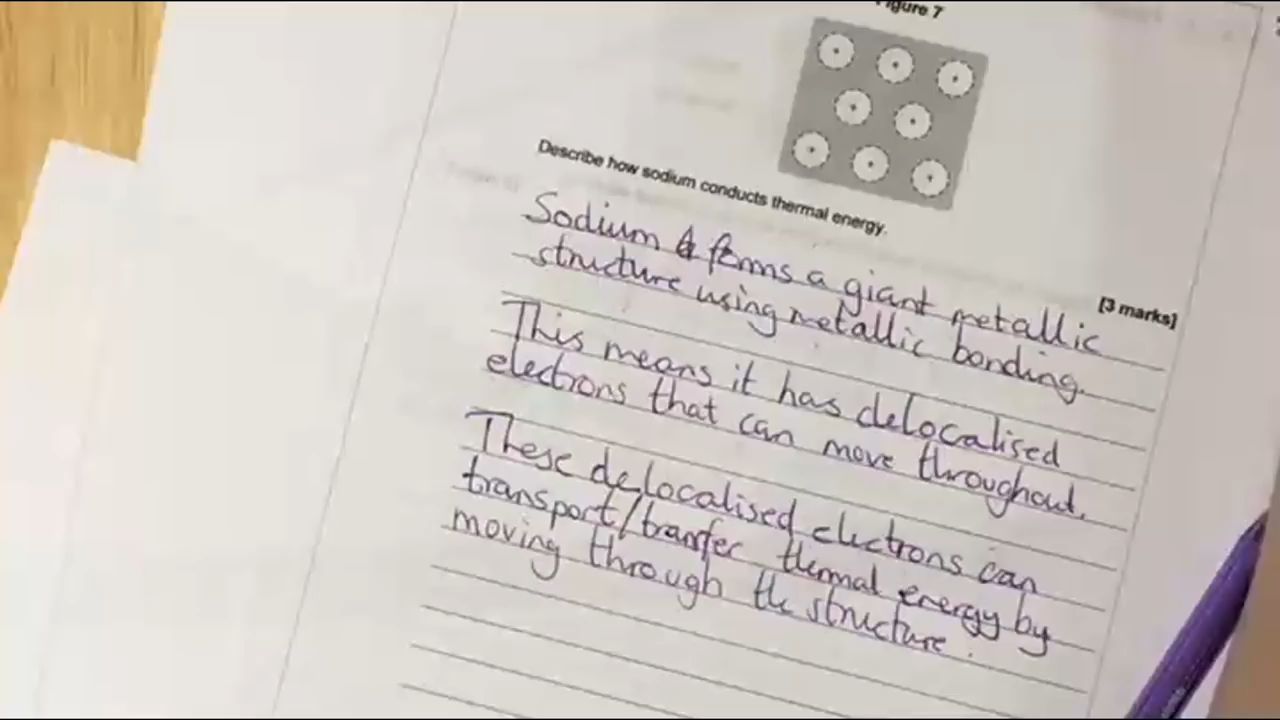 Figure 7
Describe how sodium conducts thermal energy.
[3 marks]
Sodium forms a giant metallic
structure using metallic bonding.
This means it has delocalised
electrons that can move throughout.
These delocalised electrons can
transport/tranfer thermal energy by
moving through the structure.